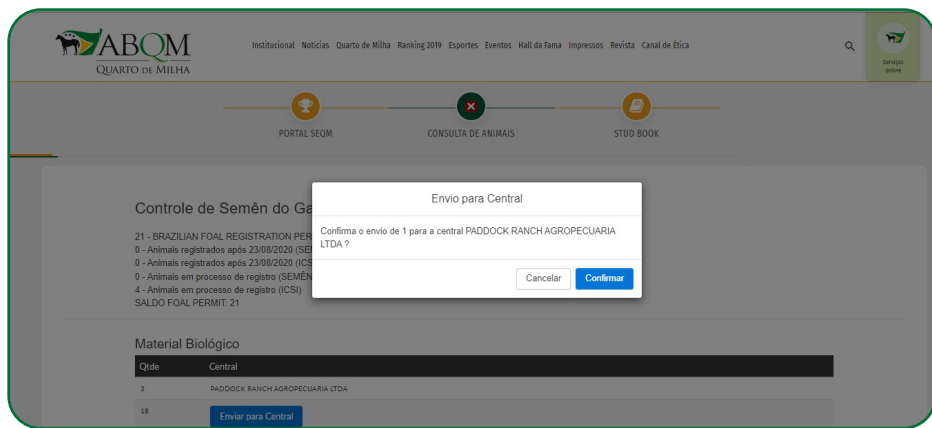 ABQM
QUARTO DE MILHA
Institucional Notícias Quarto de Milha Ranking 2019 Esportes Eventos Hall da Fama Impressos Revista Canal de Ética
Serviços
online
PORTAL SEQM
CONSULTA DE ANIMAIS
STUD BOOK
Controle de Semên do Ga
21 - BRAZILIAN FOAL REGISTRATION PER
0 - Animais registrados após 23/08/2020 (SE
0 - Animais registrados após 23/08/2020 (ICS
0 - Animais em processo de registro (SEMÊN
4 - Animais em processo de registro (ICSI)
SALDO FOAL PERMIT: 21
Envio para Central
Confirma o envio de 1 para a central PADDOCK RANCH AGROPECUARIA
LTDA ?
Cancelar
Confirmar
Material Biológico
Qtde Central
3 PADDOCK RANCH AGROPECUARIA LTDA
18 Enviar para Central